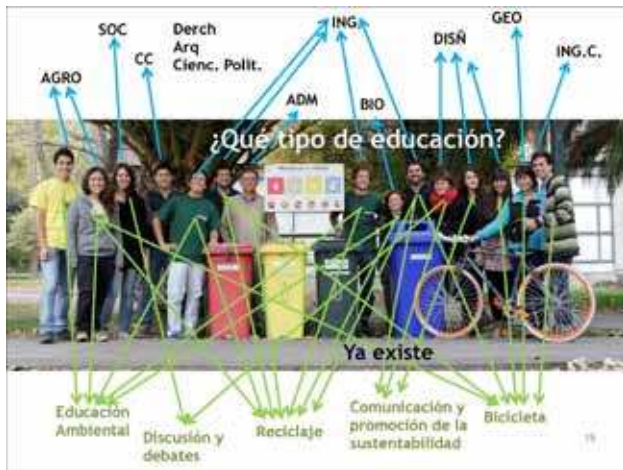 SOC
Derch
Arq
Cienc. Polit.
ING
GEO
DISÑ
ING.C.
CC
AGRO
ADM
BIO
¿Qué tipo de educación?
Ya existe
Educación
Ambiental
Discusión y
debates
Reciclaje
Comunicación y
promoción de la
sustentabilidad
Bicicleta